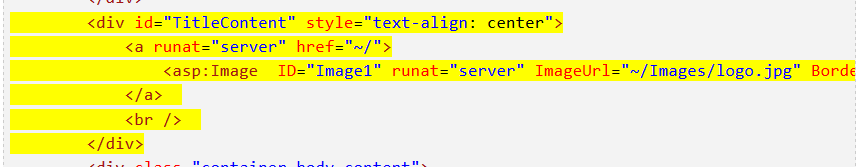 </div>
<div id="TitleContent" style="text-align: center">
<a runat="server" href="~/">
<asp:Image  ID="Image1" runat="server" ImageUrl="~/Images/logo.jpg" Borde
</a>
<br />
</div>
<div class="container body-content">